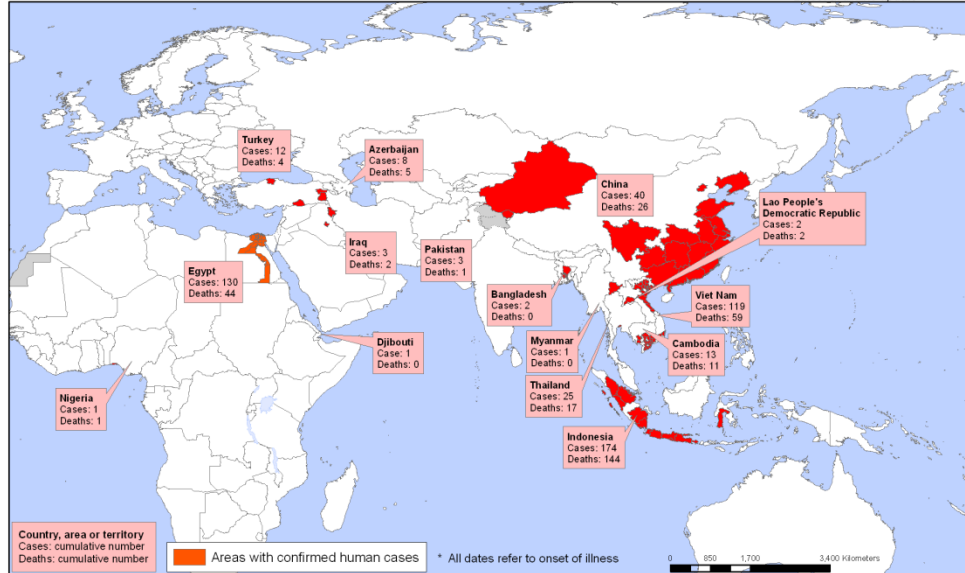 Turkey
Cases: 12
Deaths: 4
Azerbaijan
Cases: 8
Deaths: 5
China
Cases: 40
Deaths: 26
Lao People's
Democratic Republic
Cases: 2
Deaths: 2
Iraq
Cases: 3
Deaths: 2
Pakistan
Cases: 3
Deaths: 1
Egypt
Cases: 130
Deaths: 44
Bangladesh
Cases: 2
Deaths: 0
Viet Nam
Cases: 119
Deaths: 59
Djibouti
Cases: 1
Deaths: 0
Myanmar
Cases: 1
Deaths: 0
Cambodia
Cases: 13
Deaths: 11
Nigeria
Cases: 1
Deaths: 1
Thailand
Cases: 25
Deaths: 17
Indonesia
Cases: 174
Deaths: 144
Country, area or territory
Cases: cumulative number
Deaths: cumulative number
Areas with confirmed human cases
* All dates refer to onset of illness
0 850 1,700 3,400 Kilometers